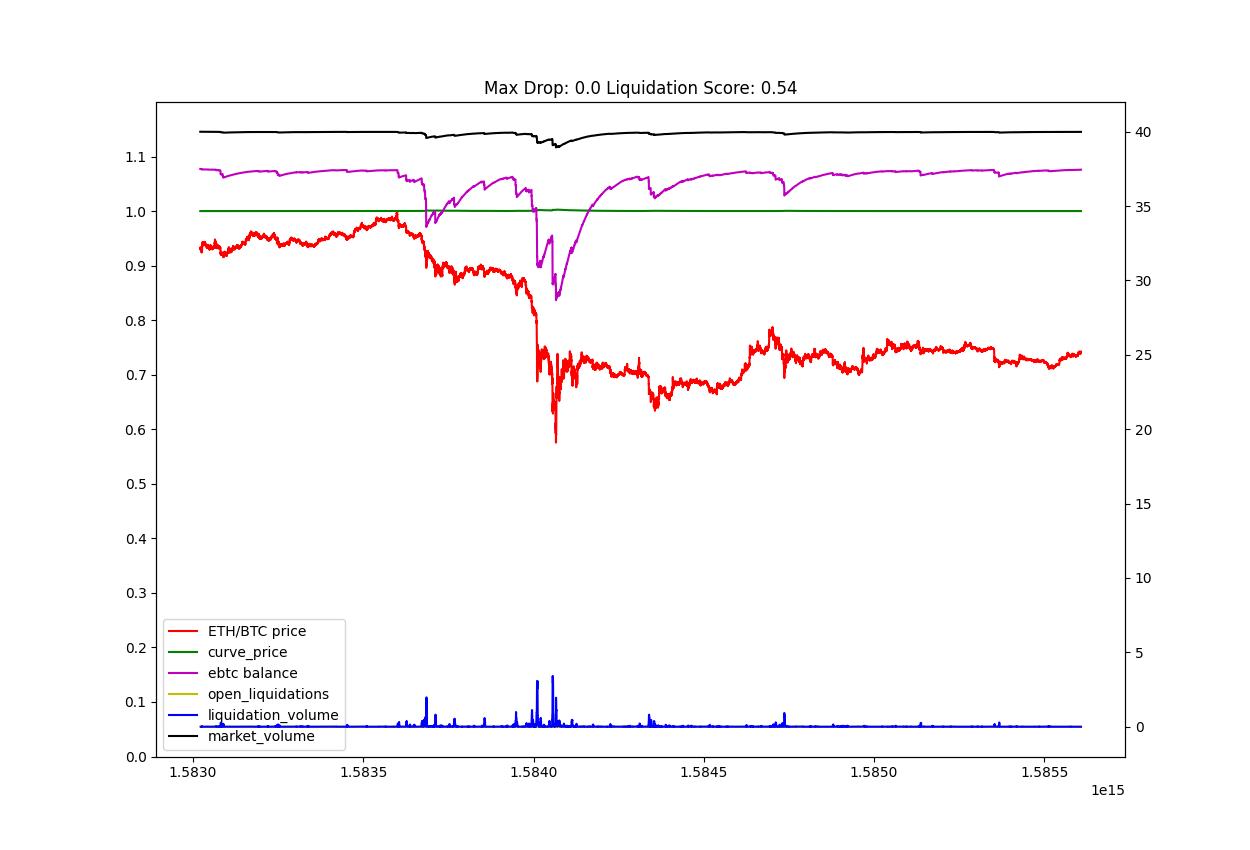 Max Drop: 0.0 Liquidation Score: 0.54
1.1
1.0
0.9
0.8
0.7
0.6
0.5
0.4
0.3
0.2
0.1
0.0
40
35
30
25
20
15
10
5
0
ETH/BTC price
curve_price
ebtc balance
open_liquidations
liquidation_volume
market_volume
1.5830 1.5835 1.5840 1.5845 1.5850 1.5855
1e15